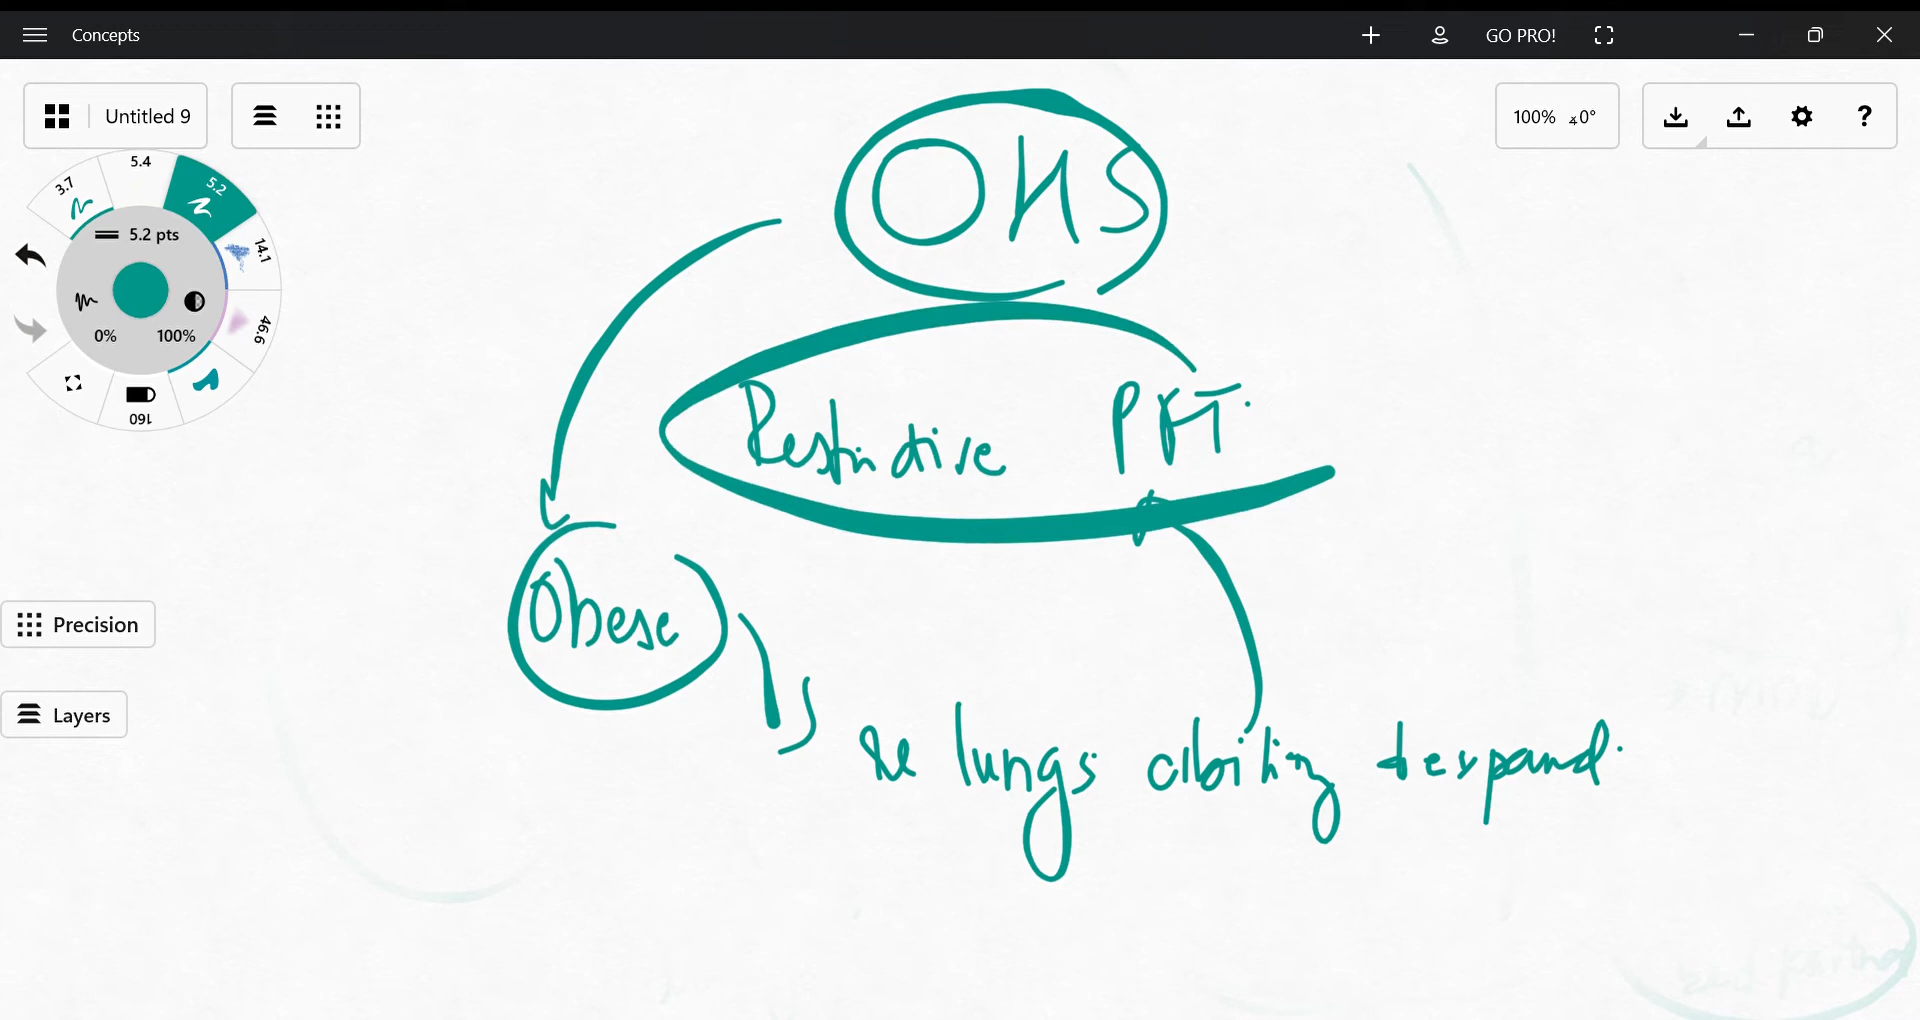 Concepts
GO PRO!
Untitled 9
100% ∡0°
?
5.4
3.7
5.2
14.1
5.2 pts
46.6
0% 100%
160
Precision
Layers
OHS
Restrictive PFT.
Obese
lungs ability to expand.